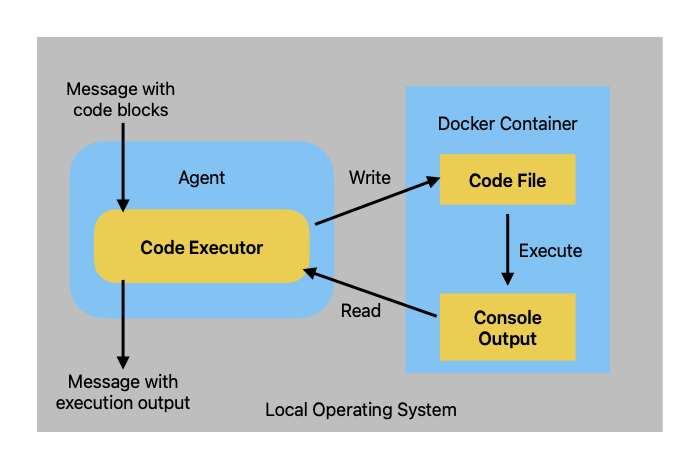 Message with
code blocks
Agent
Code Executor
Message with
execution output
Write
Read
Docker Container
Code File
Execute
Console
Output
Local Operating System